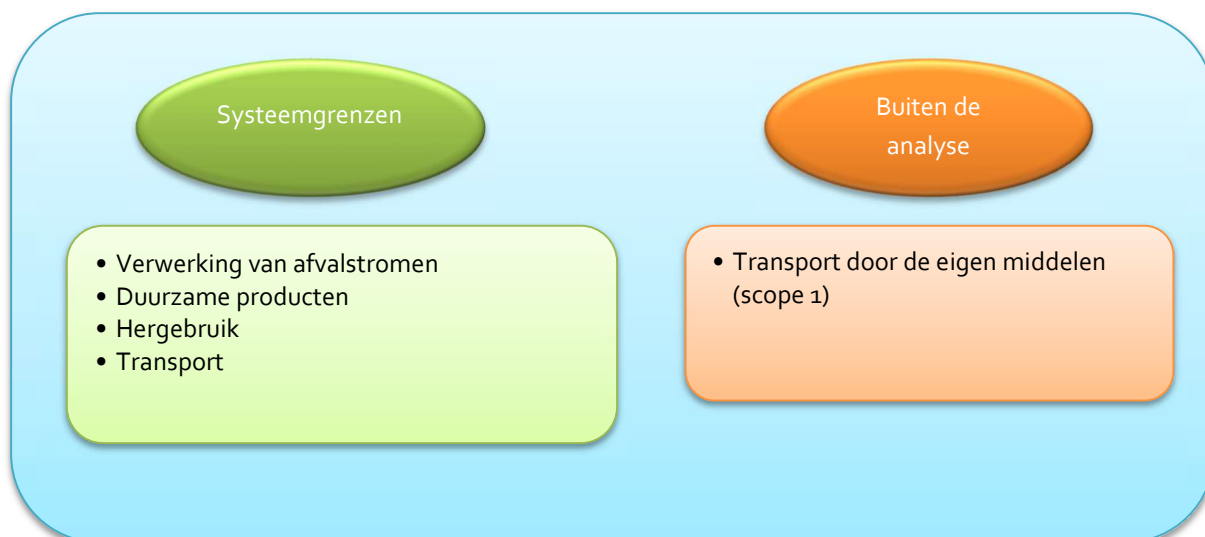 Systeemgrenzen
• Verwerking van afvalstromen
• Duurzame producten
• Hergebruik
• Transport
Buiten de
analyse
• Transport door de eigen middelen
(scope 1)